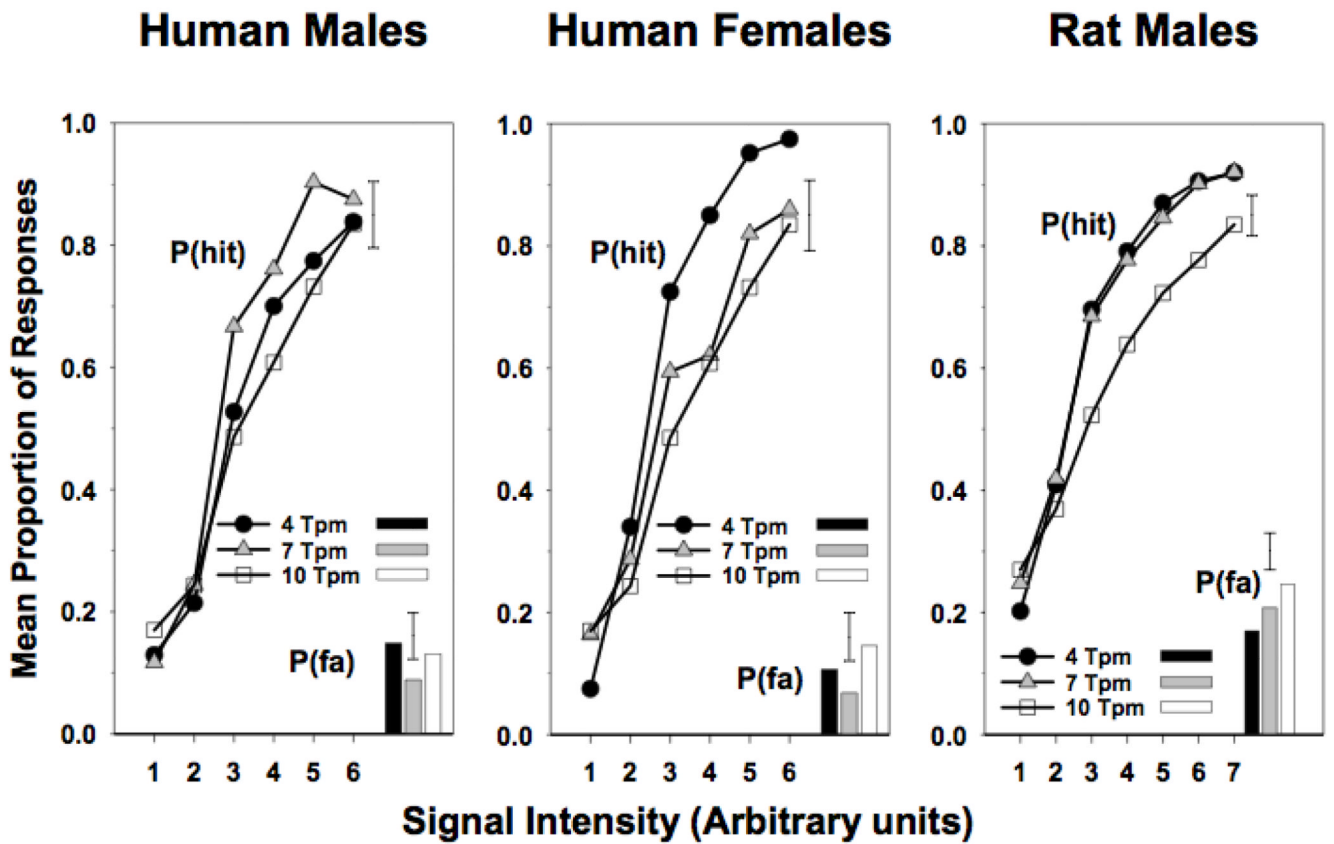 Human Males
Human Females
Rat Males
Mean Proportion of Responses
1.0
0.8
0.6
0.4
0.2
0.0
P(hit)
4 Tpm
7 Tpm
10 Tpm
P(fa)
1 2 3 4 5 6
1.0
0.8
0.6
0.4
0.2
0.0
P(hit)
4 Tpm
7 Tpm
10 Tpm
P(fa)
1 2 3 4 5 6
1.0
0.8
0.6
0.4
0.2
0.0
P(hit)
P(fa)
4 Tpm
7 Tpm
10 Tpm
1 2 3 4 5 6 7
Signal Intensity (Arbitrary units)